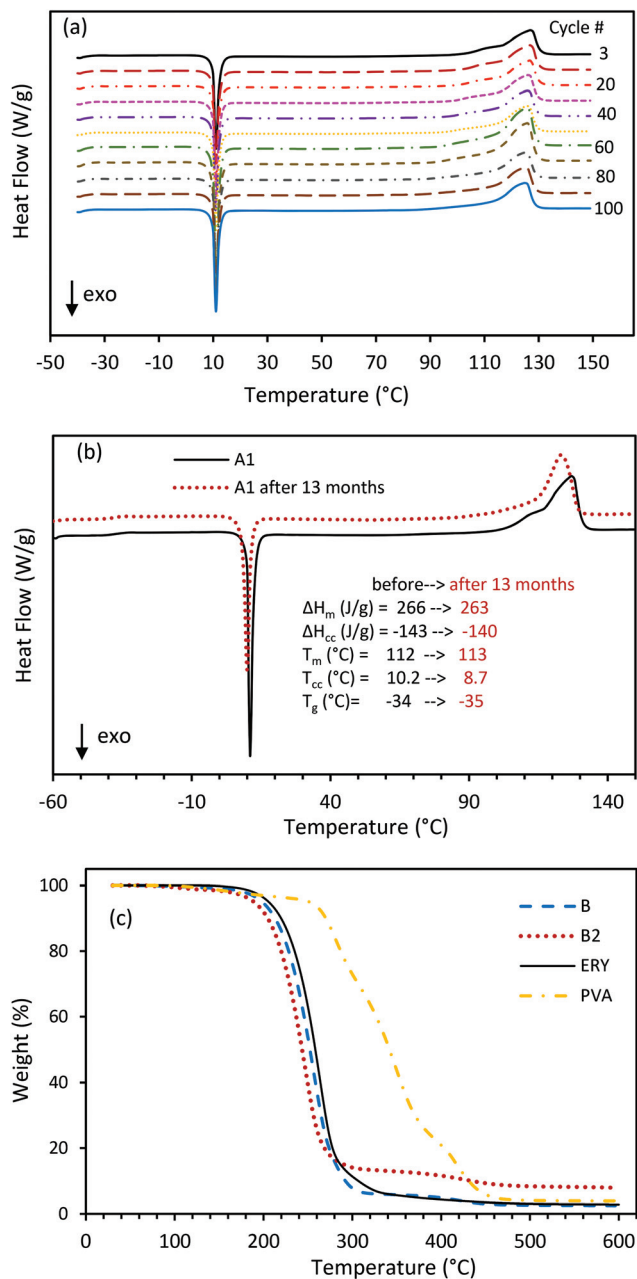 (a)
Cycle #
3
20
40
60
80
100
Heat Flow (W/g)
exo
-50 -30 -10 10 30 50 70 90 110 130 150
Temperature (°C)
(b)
A1
A1 after 13 months
Heat Flow (W/g)
before--> after 13 months
ΔHm (J/g) = 266 --> 263
ΔHcc (J/g) = -143 --> -140
Tm (°C) = 112 --> 113
Tcc (°C) = 10.2 --> 8.7
Tg (°C)= -34 --> -35
exo
-60 -10 40 90 140
Temperature (°C)
(c)
B
B2
ERY
PVA
Weight (%)
100
80
60
40
20
0
0 100 200 300 400 500 600
Temperature (°C)